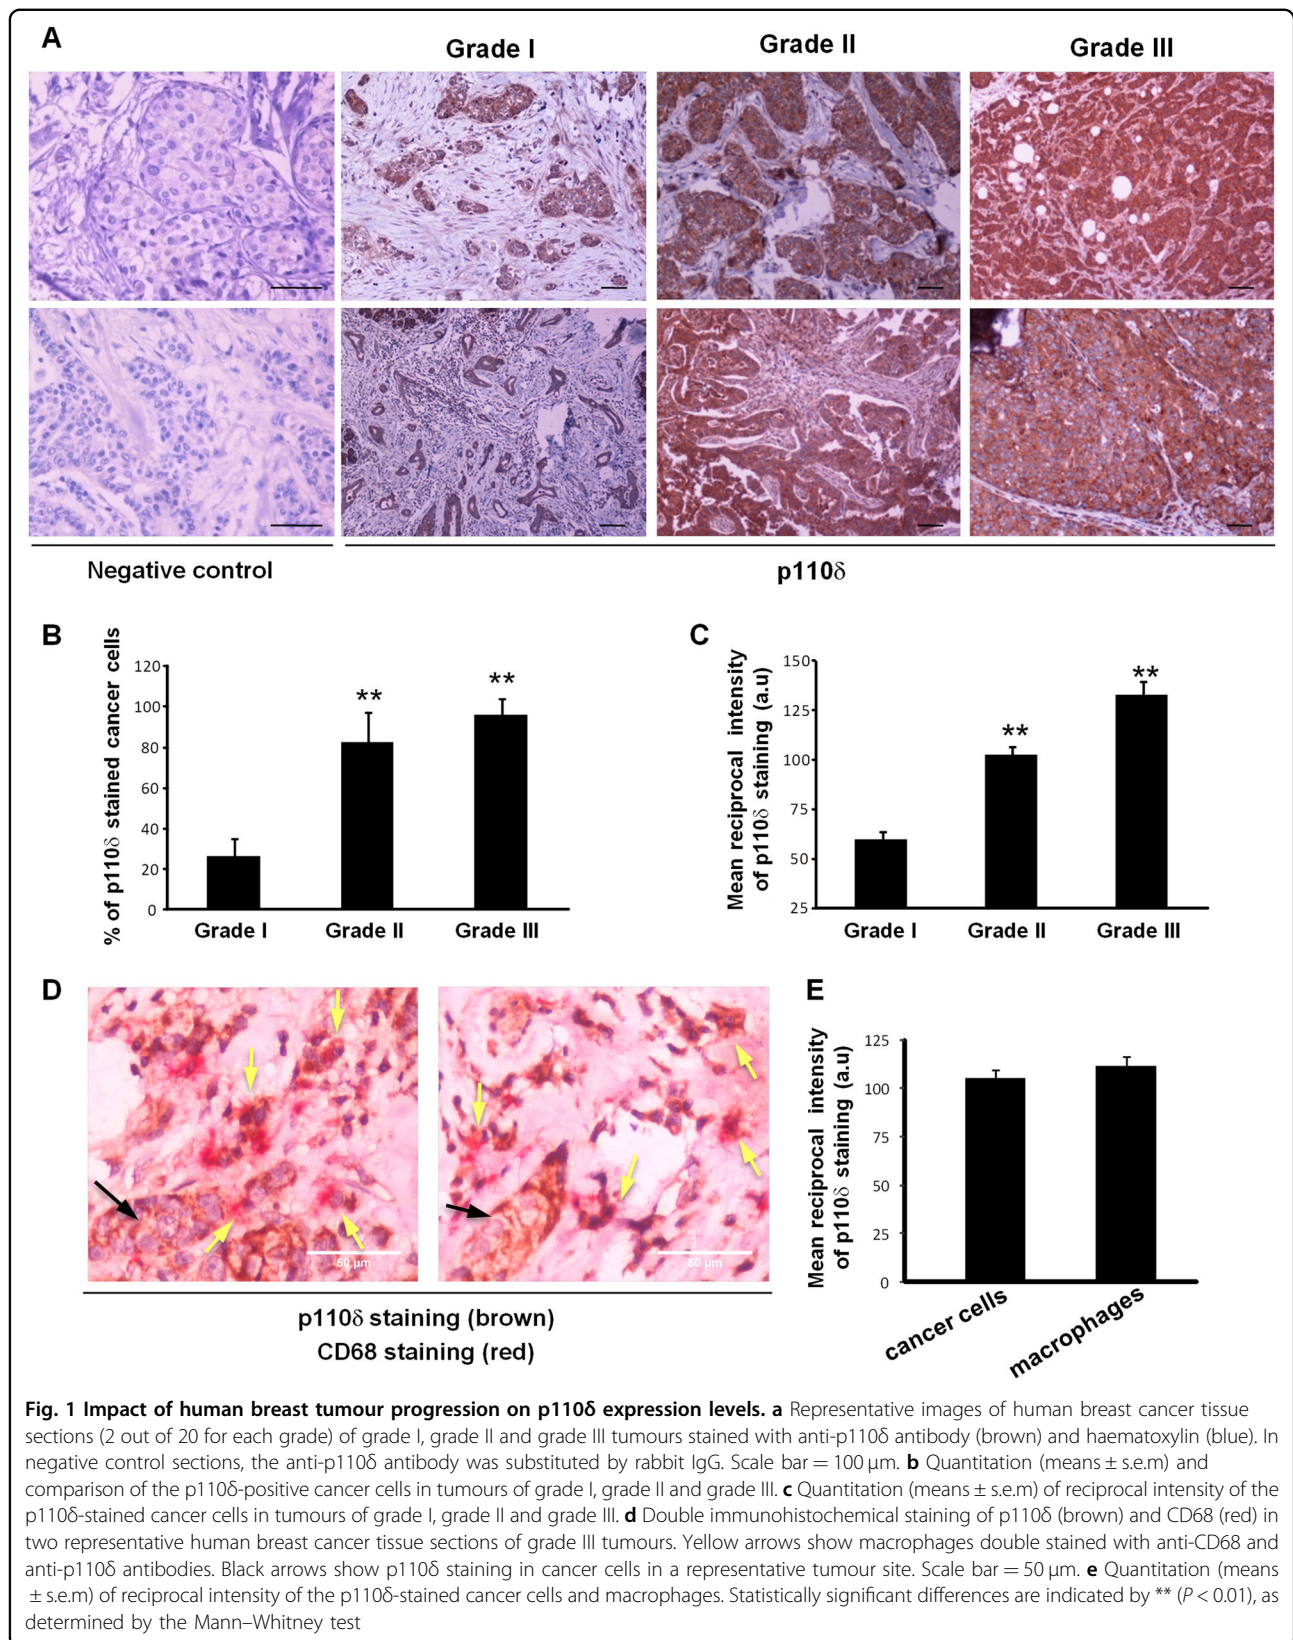 A
Grade I
Grade II
Grade III
Negative control
p110δ
B
% of p110δ stained cancer cells
120
100
80
60
40
20
0
**
**
Grade I
Grade II
Grade III
C
Mean reciprocal intensity
of p110δ staining (a.u)
150
125
100
75
50
25
**
**
Grade I
Grade II
Grade III
D
50 µm
50 µm
p110δ staining (brown)
CD68 staining (red)
E
Mean reciprocal intensity
of p110δ staining (a.u)
125
100
75
50
25
0
cancer cells
macrophages
Fig. 1 Impact of human breast tumour progression on p110δ expression levels. a Representative images of human breast cancer tissue
sections (2 out of 20 for each grade) of grade I, grade II and grade III tumours stained with anti-p110δ antibody (brown) and haematoxylin (blue). In
negative control sections, the anti-p110δ antibody was substituted by rabbit IgG. Scale bar = 100 µm. b Quantitation (means ± s.e.m) and
comparison of the p110δ-positive cancer cells in tumours of grade I, grade II and grade III. c Quantitation (means ± s.e.m) of reciprocal intensity of the
p110δ-stained cancer cells in tumours of grade I, grade II and grade III. d Double immunohistochemical staining of p110δ (brown) and CD68 (red) in
two representative human breast cancer tissue sections of grade III tumours. Yellow arrows show macrophages double stained with anti-CD68 and
anti-p110δ antibodies. Black arrows show p110δ staining in cancer cells in a representative tumour site. Scale bar = 50 µm. e Quantitation (means
± s.e.m) of reciprocal intensity of the p110δ-stained cancer cells and macrophages. Statistically significant differences are indicated by ** (P < 0.01), as
determined by the Mann–Whitney test